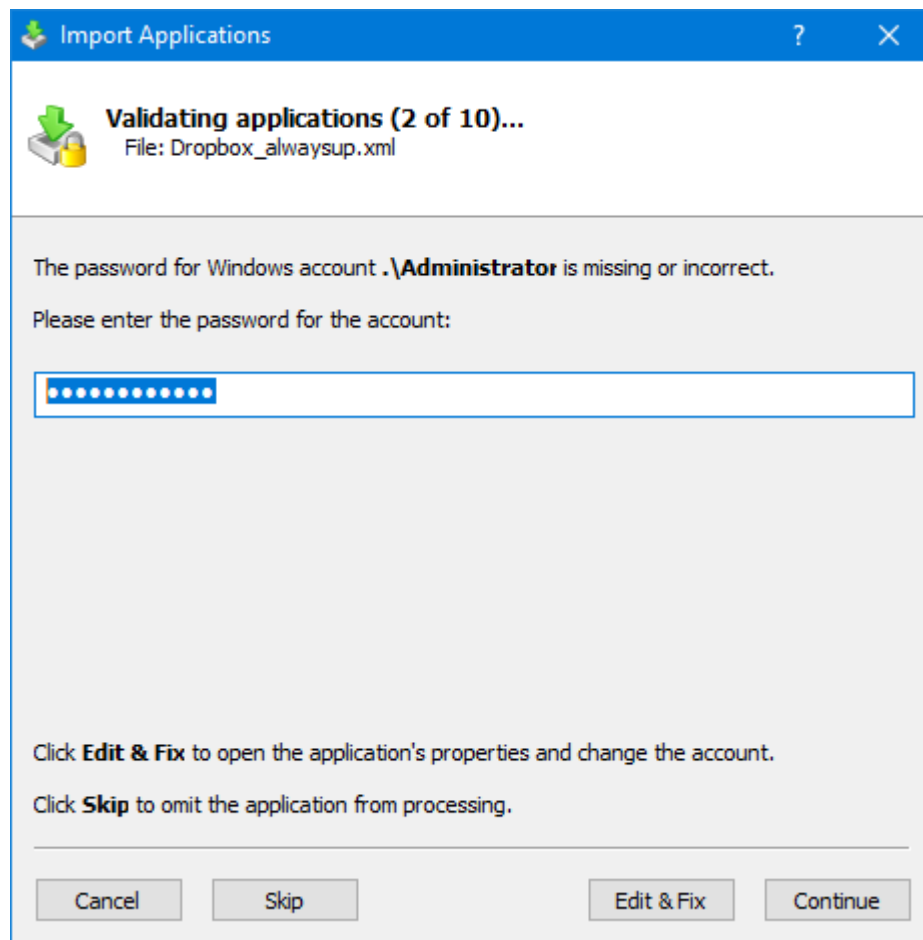 Import Applications
Validating applications (2 of 10)...
File: Dropbox_alwaysup.xml
The password for Windows account .\Administrator is missing or incorrect.
Please enter the password for the account:
●●●●●●●●●●●●
Click Edit & Fix to open the application's properties and change the account.
Click Skip to omit the application from processing.
Cancel Skip Edit & Fix Continue